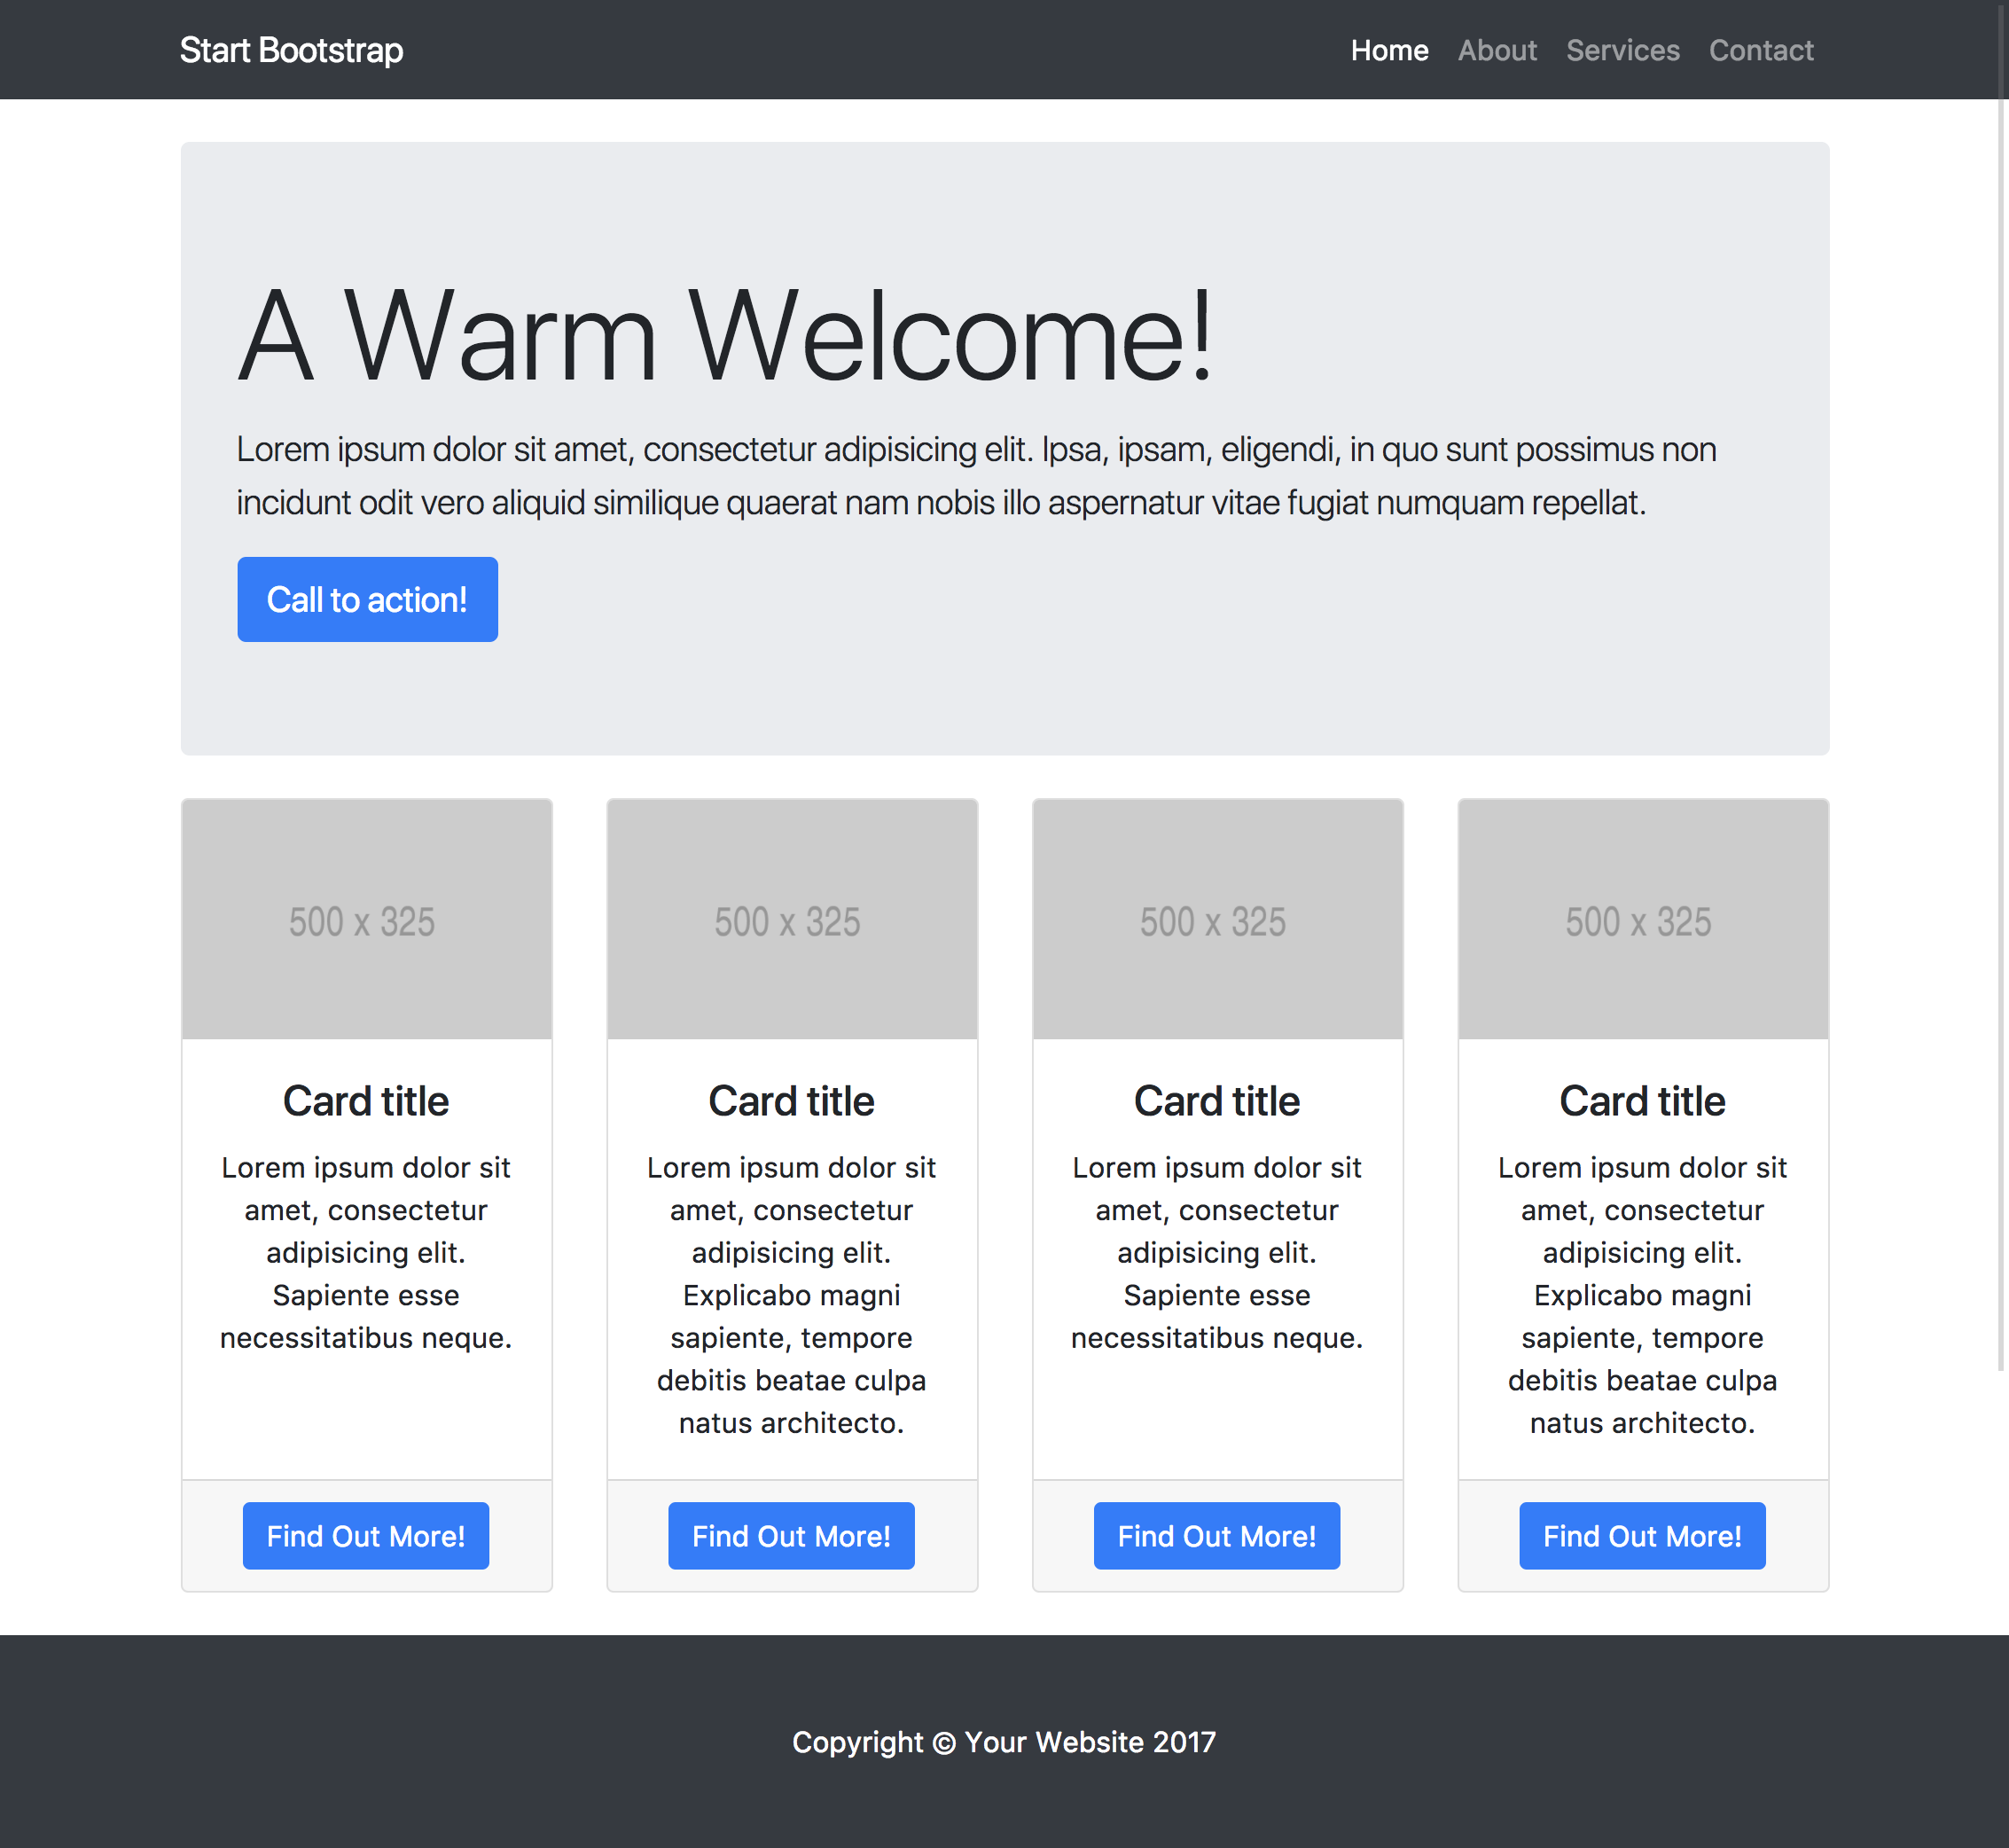 Start Bootstrap
Home About Services Contact
A Warm Welcome!
Lorem ipsum dolor sit amet, consectetur adipisicing elit. Ipsa, ipsam, eligendi, in quo sunt possimus non
incidunt odit vero aliquid similique quaerat nam nobis illo aspernatur vitae fugiat numquam repellat.
Call to action!
500 x 325
Card title
Lorem ipsum dolor sit
amet, consectetur
adipisicing elit.
Sapiente esse
necessitatibus neque.
Find Out More!
500 x 325
Card title
Lorem ipsum dolor sit
amet, consectetur
adipisicing elit.
Explicabo magni
sapiente, tempore
debitis beatae culpa
natus architecto.
Find Out More!
500 x 325
Card title
Lorem ipsum dolor sit
amet, consectetur
adipisicing elit.
Sapiente esse
necessitatibus neque.
Find Out More!
500 x 325
Card title
Lorem ipsum dolor sit
amet, consectetur
adipisicing elit.
Explicabo magni
sapiente, tempore
debitis beatae culpa
natus architecto.
Find Out More!
Copyright © Your Website 2017